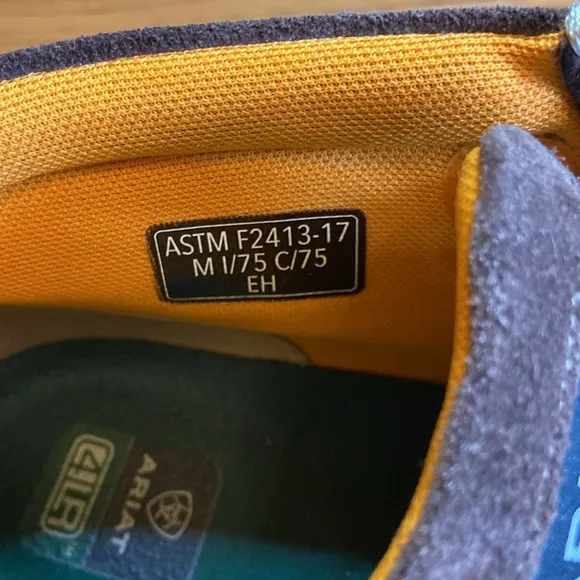 ASTM F2413-17
M I/75 C/75
EH
4LR
ARIAT